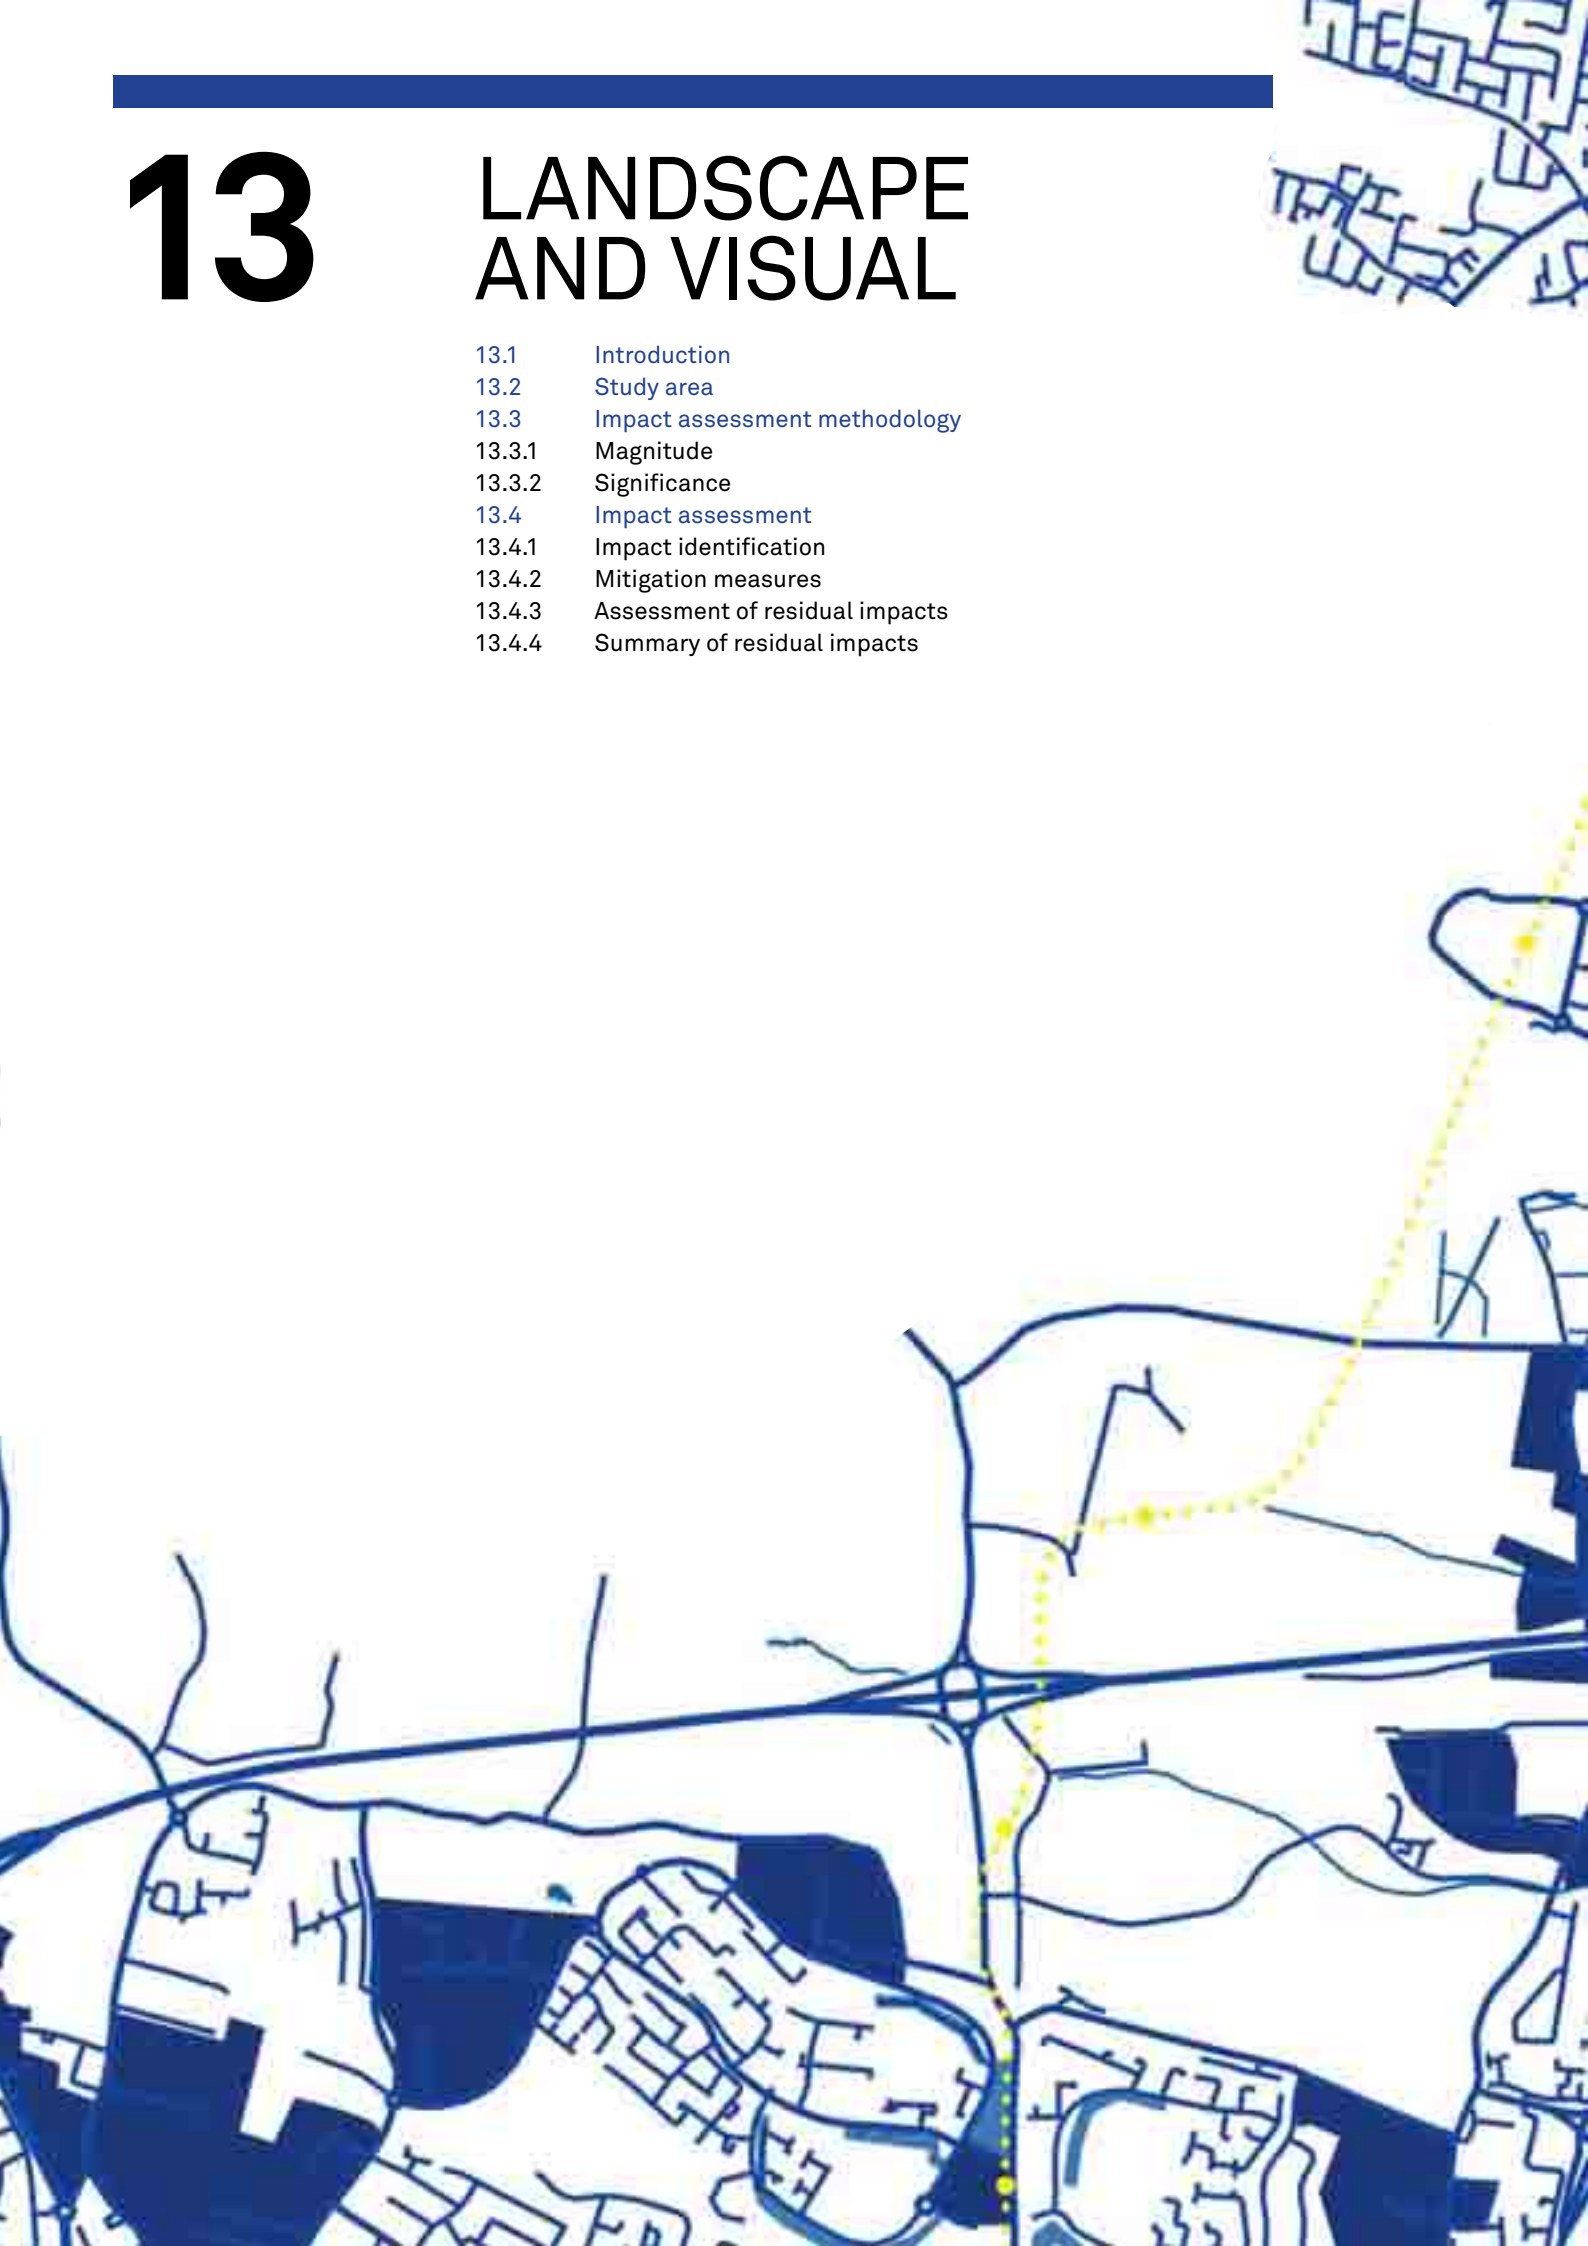 13
LANDSCAPE
AND VISUAL
13.1 Introduction
13.2 Study area
13.3 Impact assessment methodology
13.3.1 Magnitude
13.3.2 Significance
13.4 Impact assessment
13.4.1 Impact identification
13.4.2 Mitigation measures
13.4.3 Assessment of residual impacts
13.4.4 Summary of residual impacts